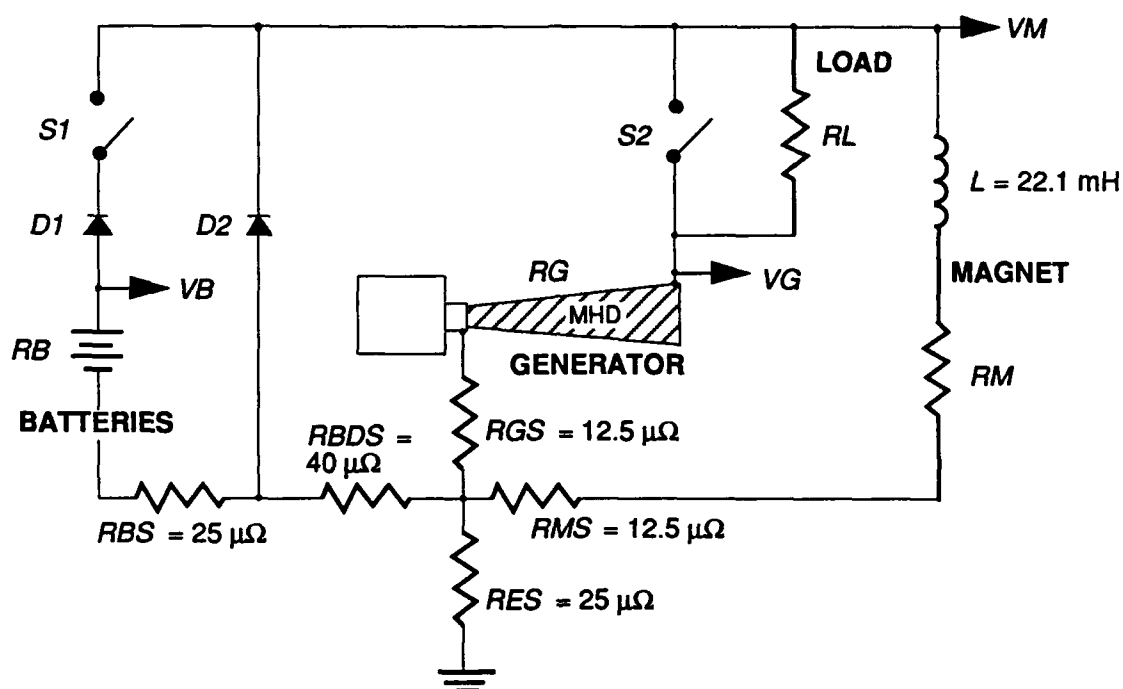 VM
LOAD
S1
S2
RL
L = 22.1 mH
D1
D2
RG
VG
MAGNET
VB
MHD
RB
GENERATOR
RM
BATTERIES
RBDS =
40 μΩ
RGS = 12.5 μΩ
RBS = 25 μΩ
RMS = 12.5 μΩ
RES = 25 μΩ